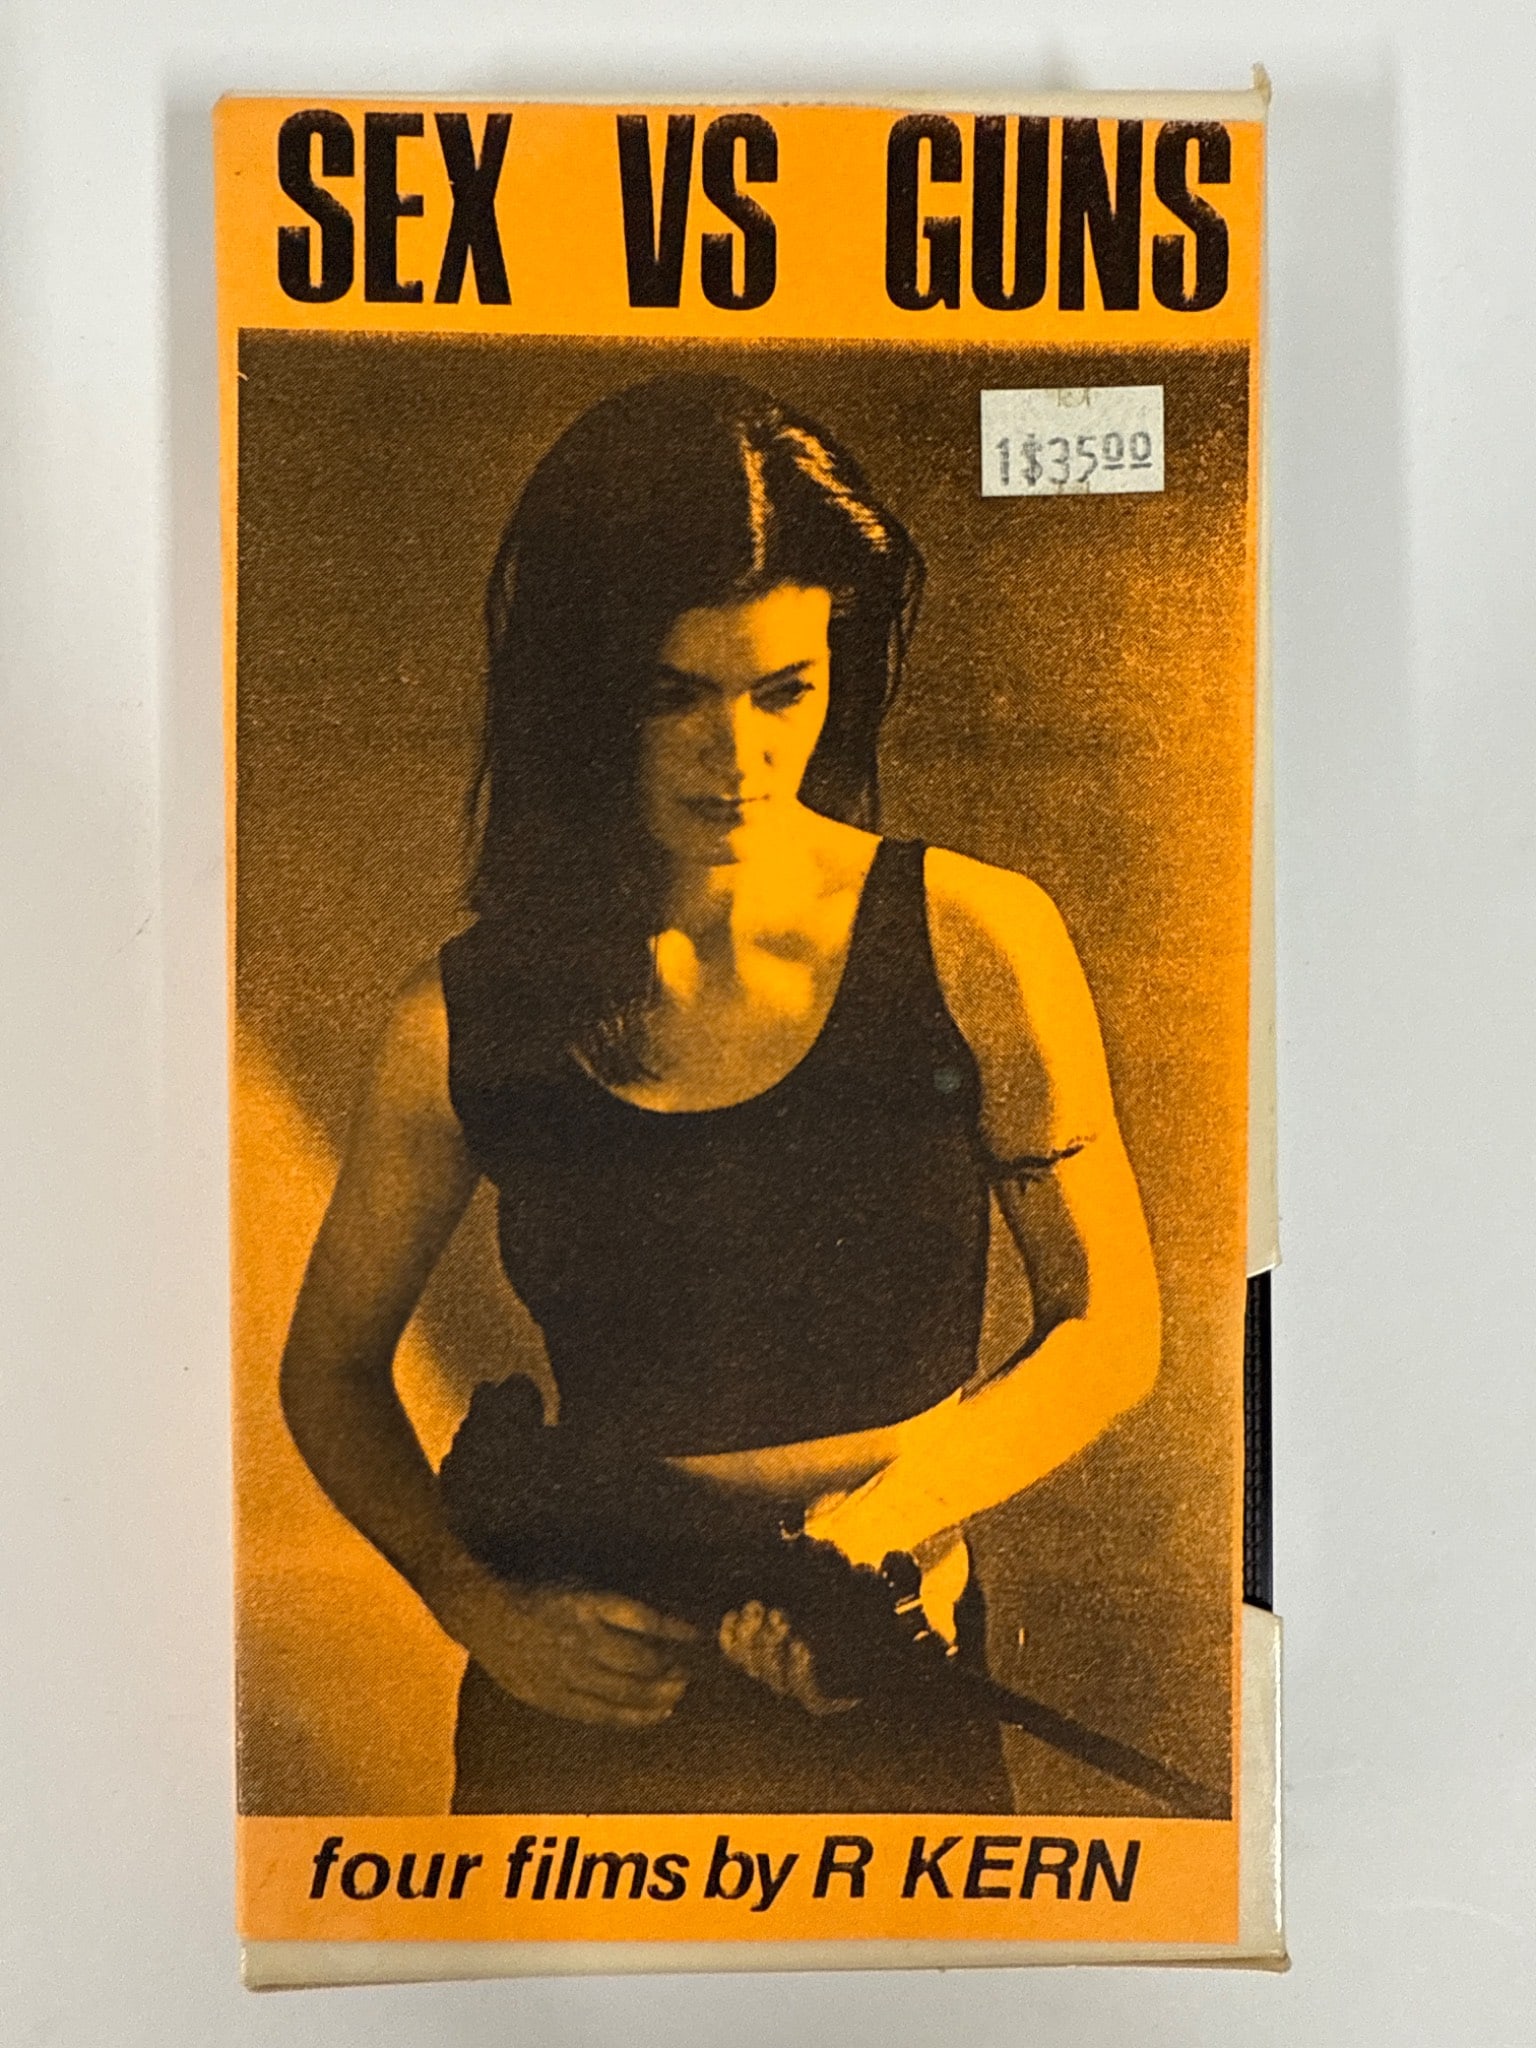 SEX VS GUNS
1$3500
four films by R KERN